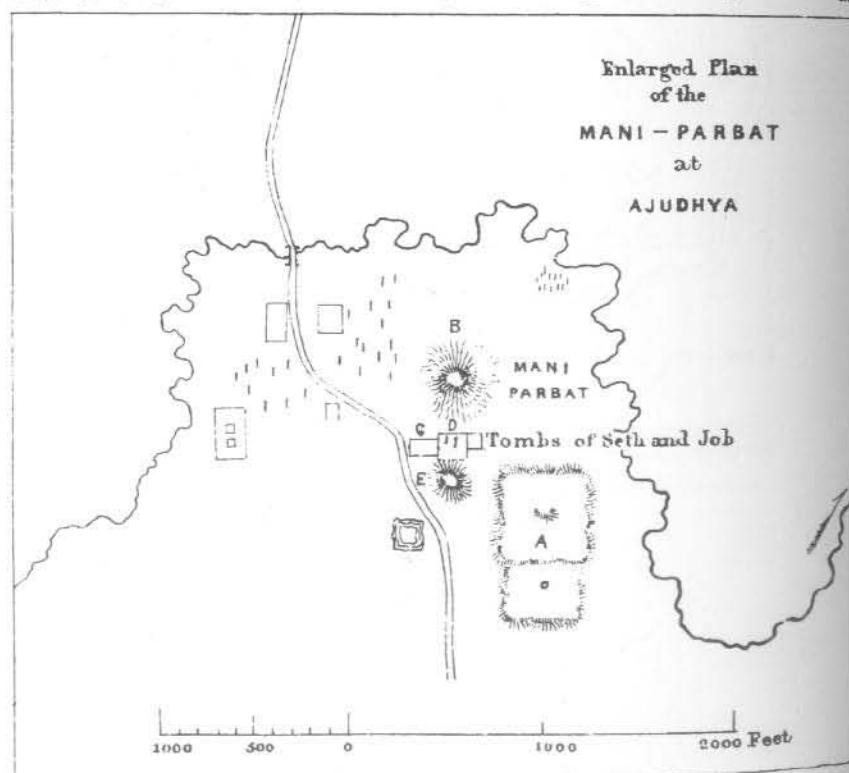 Enlarged Plan
of the
MANI - PARBAT
at
AJUDHYA
B
MANI
PARBAT
C D
Tombs of Seth and Job
E
A
1000 500 0 1000 2000 Feet